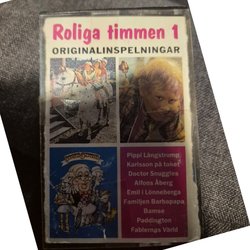 Roliga timmen 1
ORIGINALINSPELNINGAR
Pippi Långstrump
Karlsson på taket
Doctor Snuggles
Alfons Åberg
Emil i Lönneberga
Familjen Barbapapa
Bamse
Paddington
Fablernas Värld